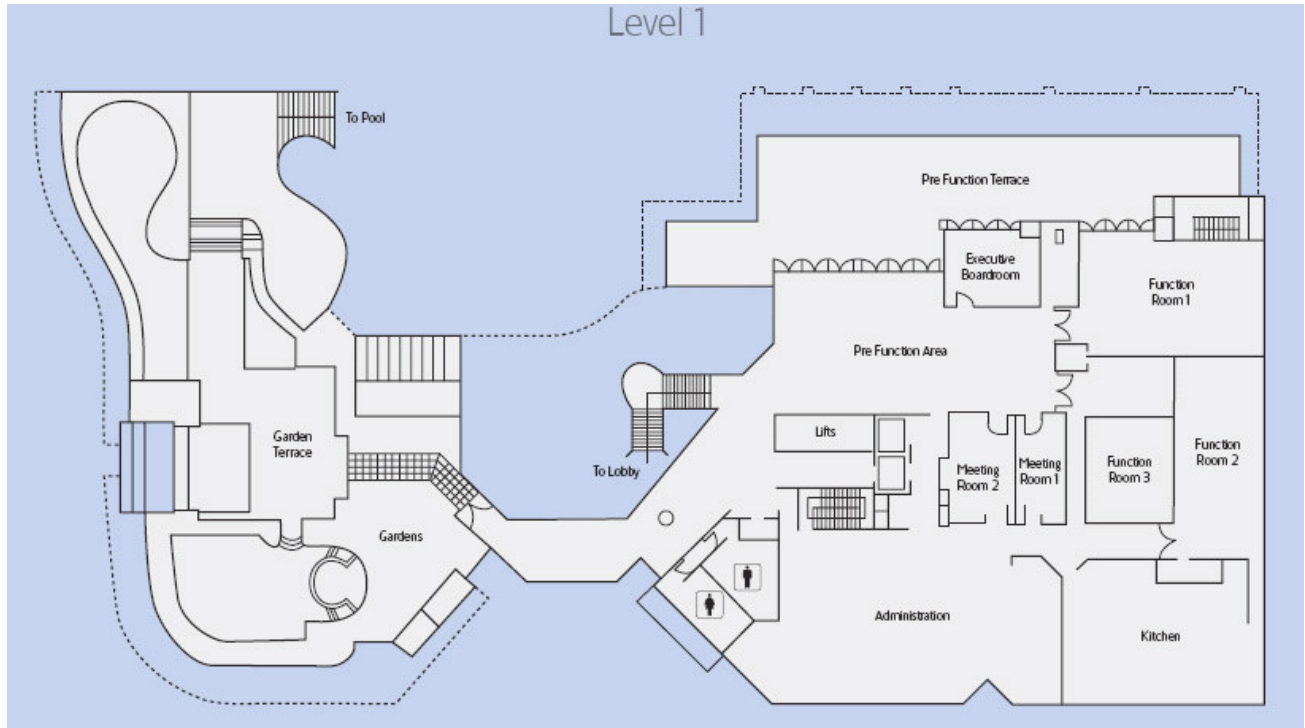 Level 1
To Pool
Pre Function Terrace
Executive
Boardroom
Function
Room 1
Pre Function Area
Garden
Terrace
To Lobby
Lifts
Meeting
Room 2
Meeting
Room 1
Function
Room 3
Function
Room 2
Gardens
Administration
Kitchen